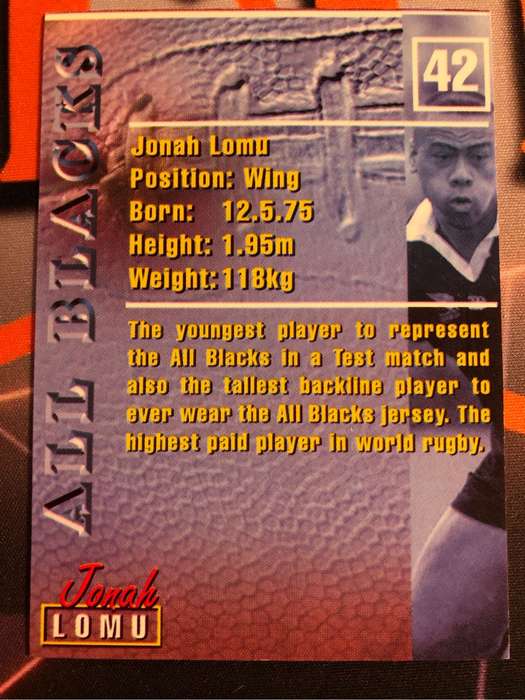 ALL BLACKS
42
Jonah Lomu
Position: Wing
Born: 12.5.75
Height: 1.95m
Weight: 118kg
The youngest player to represent
the All Blacks in a Test match and
also the tallest backline player to
ever wear the All Blacks jersey. The
highest paid player in world rugby.
Jonah
LOMU